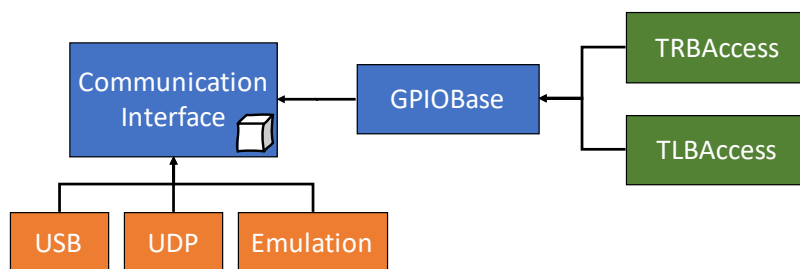 Communication
Interface
GPIOBase
TRBAccess
TLBAccess
USB
UDP
Emulation